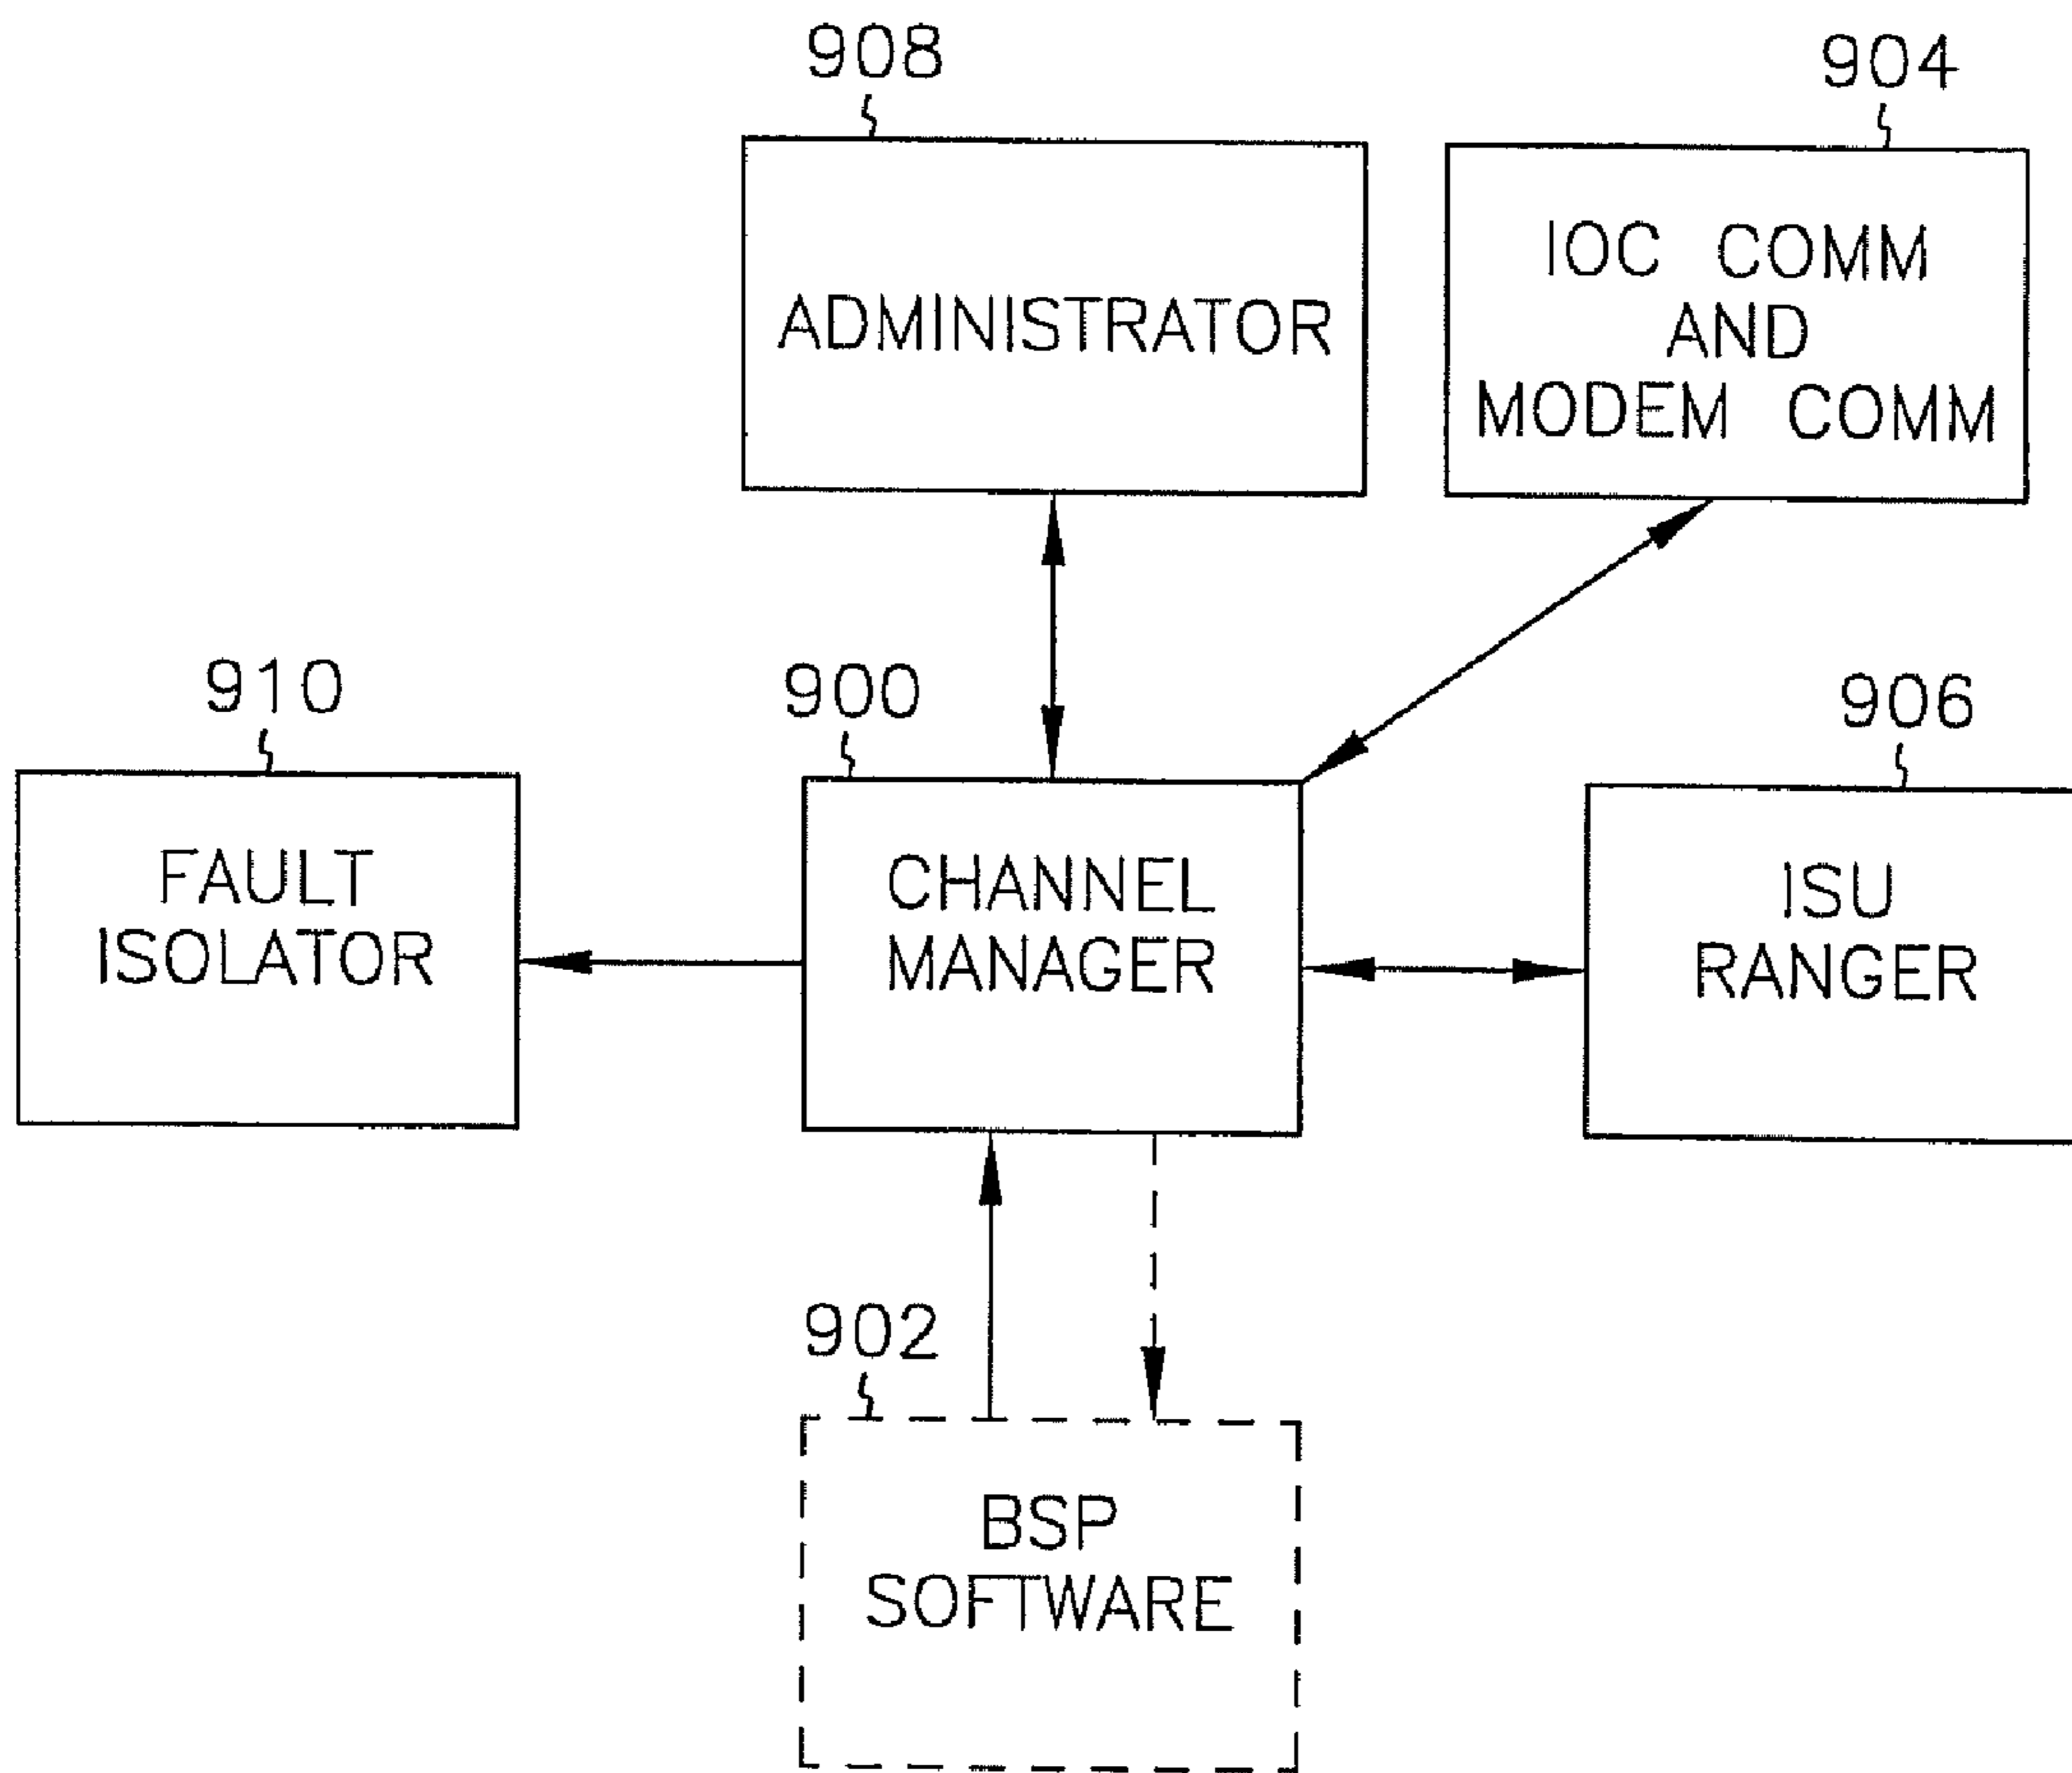 908
904
ADMINISTRATOR
IOC COMM
AND
MODEM COMM
910
900
906
FAULT
ISOLATOR
CHANNEL
MANAGER
ISU
RANGER
902
BSP
SOFTWARE